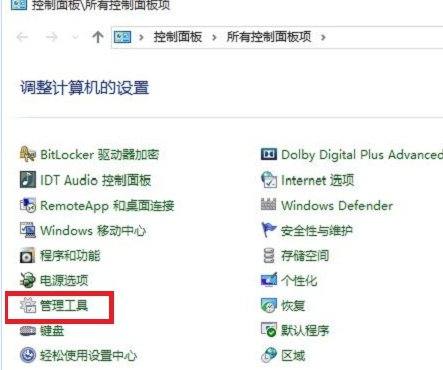 控制面板\所有控制面板项
控制面板 > 所有控制面板项 >
调整计算机的设置
BitLocker 驱动器加密
Dolby Digital Plus Advanced
IDT Audio 控制面板
Internet 选项
RemoteApp 和桌面连接
Windows Defender
Windows 移动中心
安全性与维护
程序和功能
存储空间
电源选项
个性化
管理工具
恢复
键盘
默认程序
轻松使用设置中心
区域